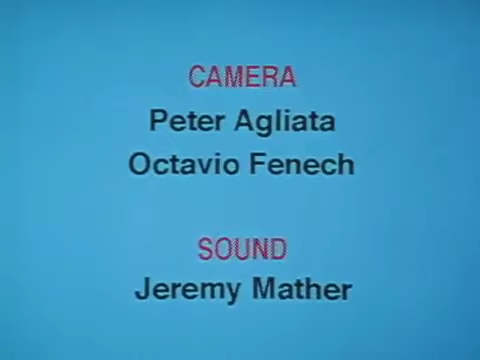 CAMERA
Peter Agliata
Octavio Fenech
SOUND
Jeremy Mather